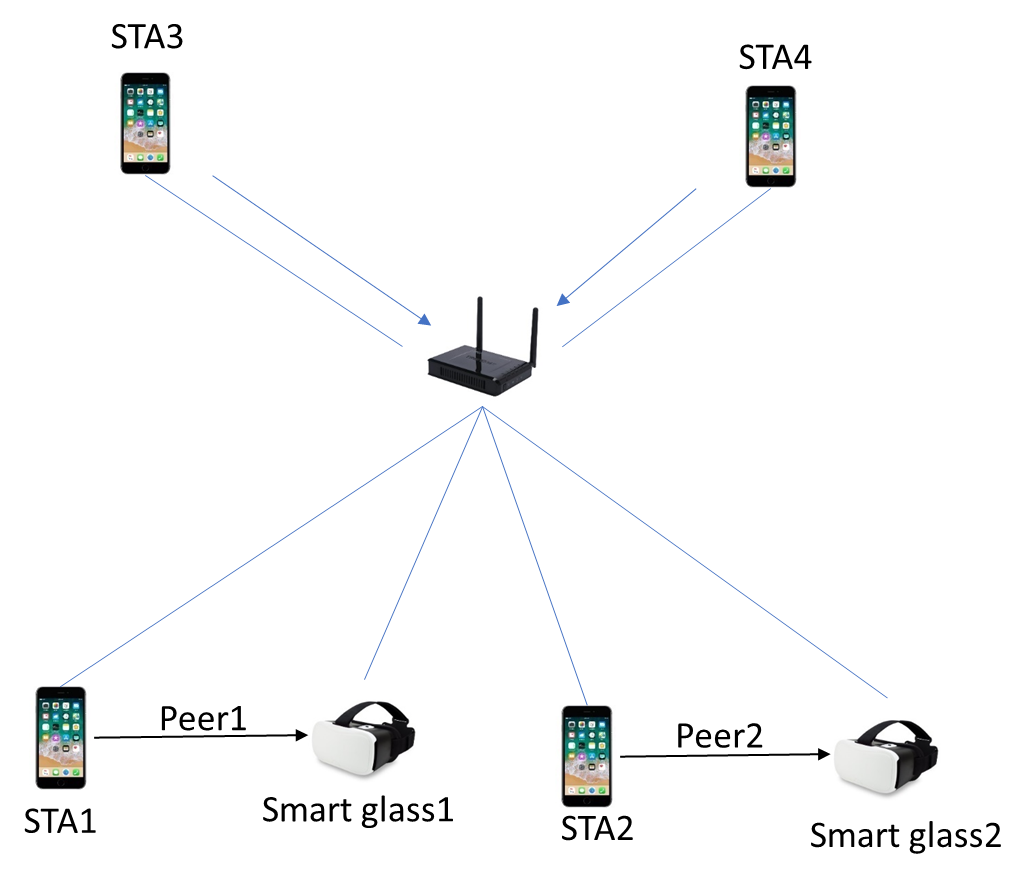 STA3
STA4
Peer1
Peer2
STA1
Smart glass1
STA2
Smart glass2